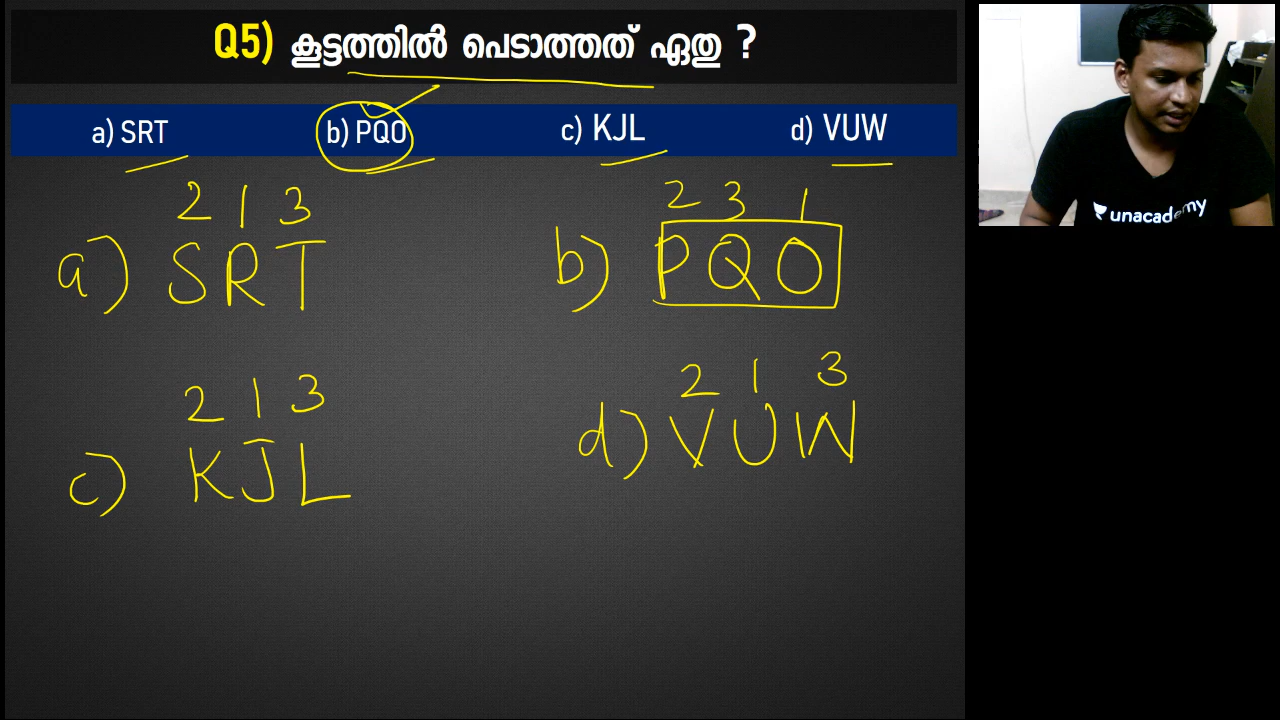 Q5) കൂട്ടത്തിൽ പെടാത്തത് ഏതു ?
a) SRT b) PQO c) KJL d) VUW
unacademy
2 1 3
a) SRT
2 3 1
b) PQO
2 1 3
c) KJL
2 1 3
d) VUW